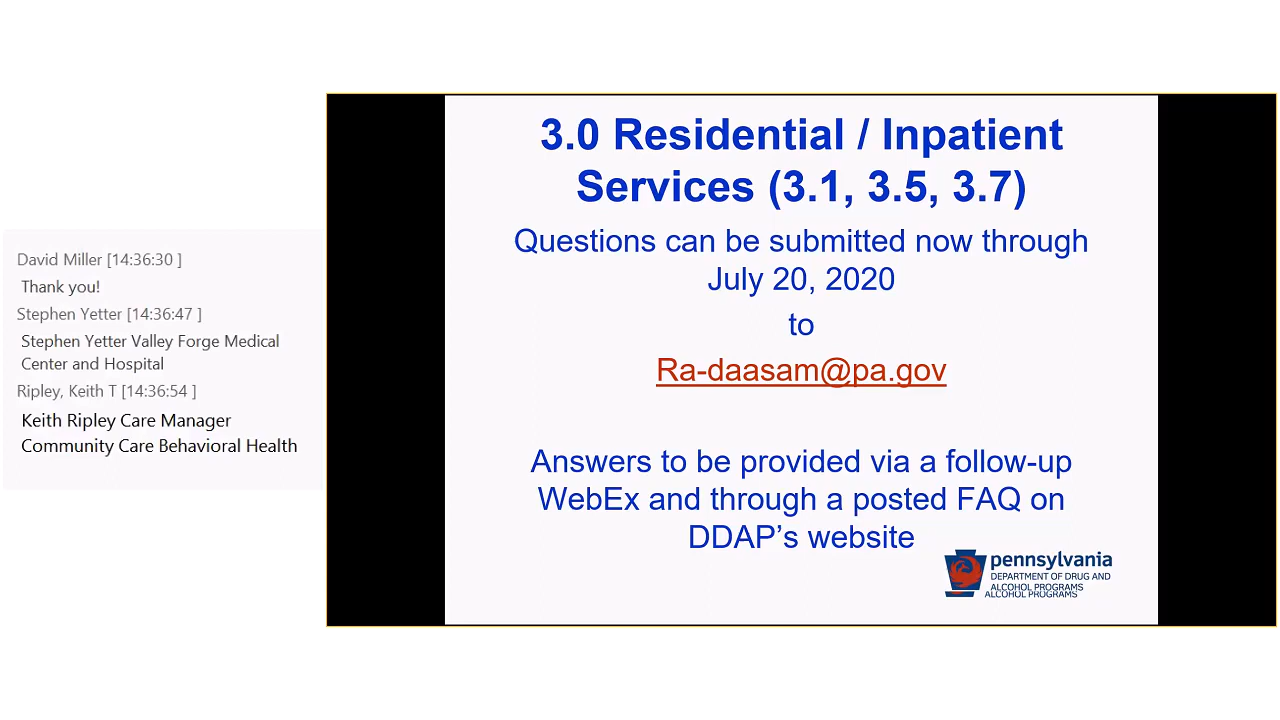 David Miller [14:36:30 ]
Thank you!
Stephen Yetter [14:36:47 ]
Stephen Yetter Valley Forge Medical
Center and Hospital
Ripley, Keith T [14:36:54 ]
Keith Ripley Care Manager
Community Care Behavioral Health
3.0 Residential / Inpatient
Services (3.1, 3.5, 3.7)
Questions can be submitted now through
July 20, 2020
to
Ra-daasam@pa.gov
Answers to be provided via a follow-up
WebEx and through a posted FAQ on
DDAP’s website
pennsylvania
DEPARTMENT OF DRUG AND
ALCOHOL PROGRAMS
ALCOHOL PROGRAMS